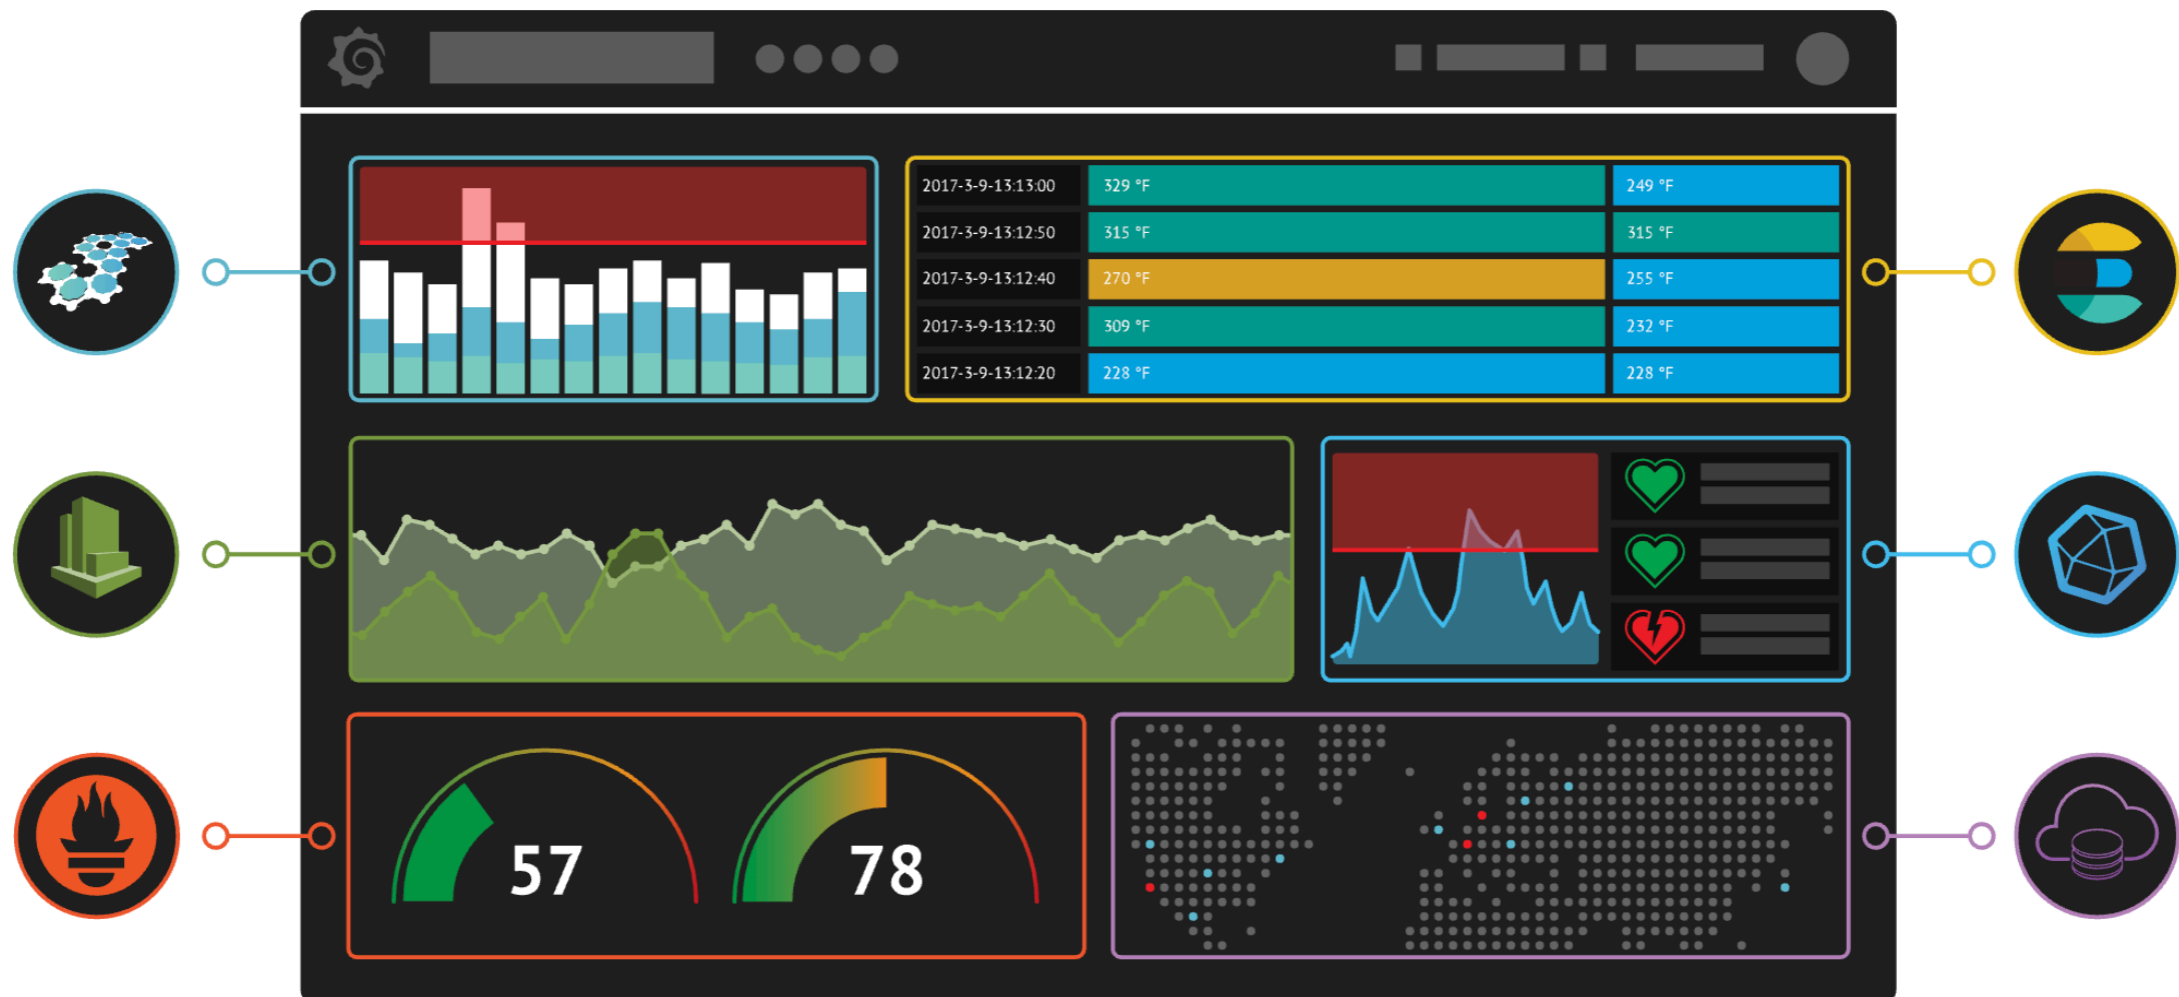 2017-3-9-13:13:00 329 °F 249 °F
2017-3-9-13:12:50 315 °F 315 °F
2017-3-9-13:12:40 270 °F 255 °F
2017-3-9-13:12:30 309 °F 232 °F
2017-3-9-13:12:20 228 °F 228 °F
57 78